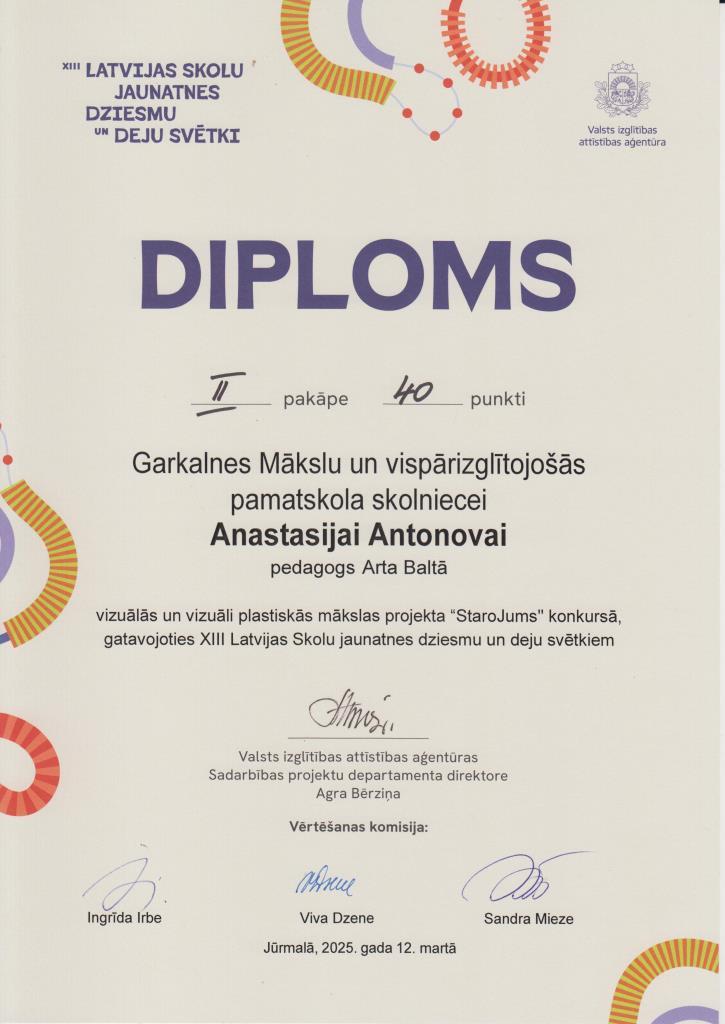 XIII LATVIJAS SKOLU
JAUNATNES
DZIESMU
UN DEJU SVĒTKI
Valsts izglītības
attīstības aģentūra
DIPLOMS
II pakāpe 40 punkti
Garkalnes Mākslu un vispārizglītojošās
pamatskola skolniecei
Anastasijai Antonovai
pedagogs Arta Baltā
vizuālās un vizuāli plastiskās mākslas projekta “StaroJums" konkursā,
gatavojoties XIII Latvijas Skolu jaunatnes dziesmu un deju svētkiem
Valsts izglītības attīstības aģentūras
Sadarbības projektu departamenta direktore
Agra Bērziņa
Vērtēšanas komisija:
Ingrīda Irbe Viva Dzene Sandra Mieze
Jūrmalā, 2025. gada 12. martā